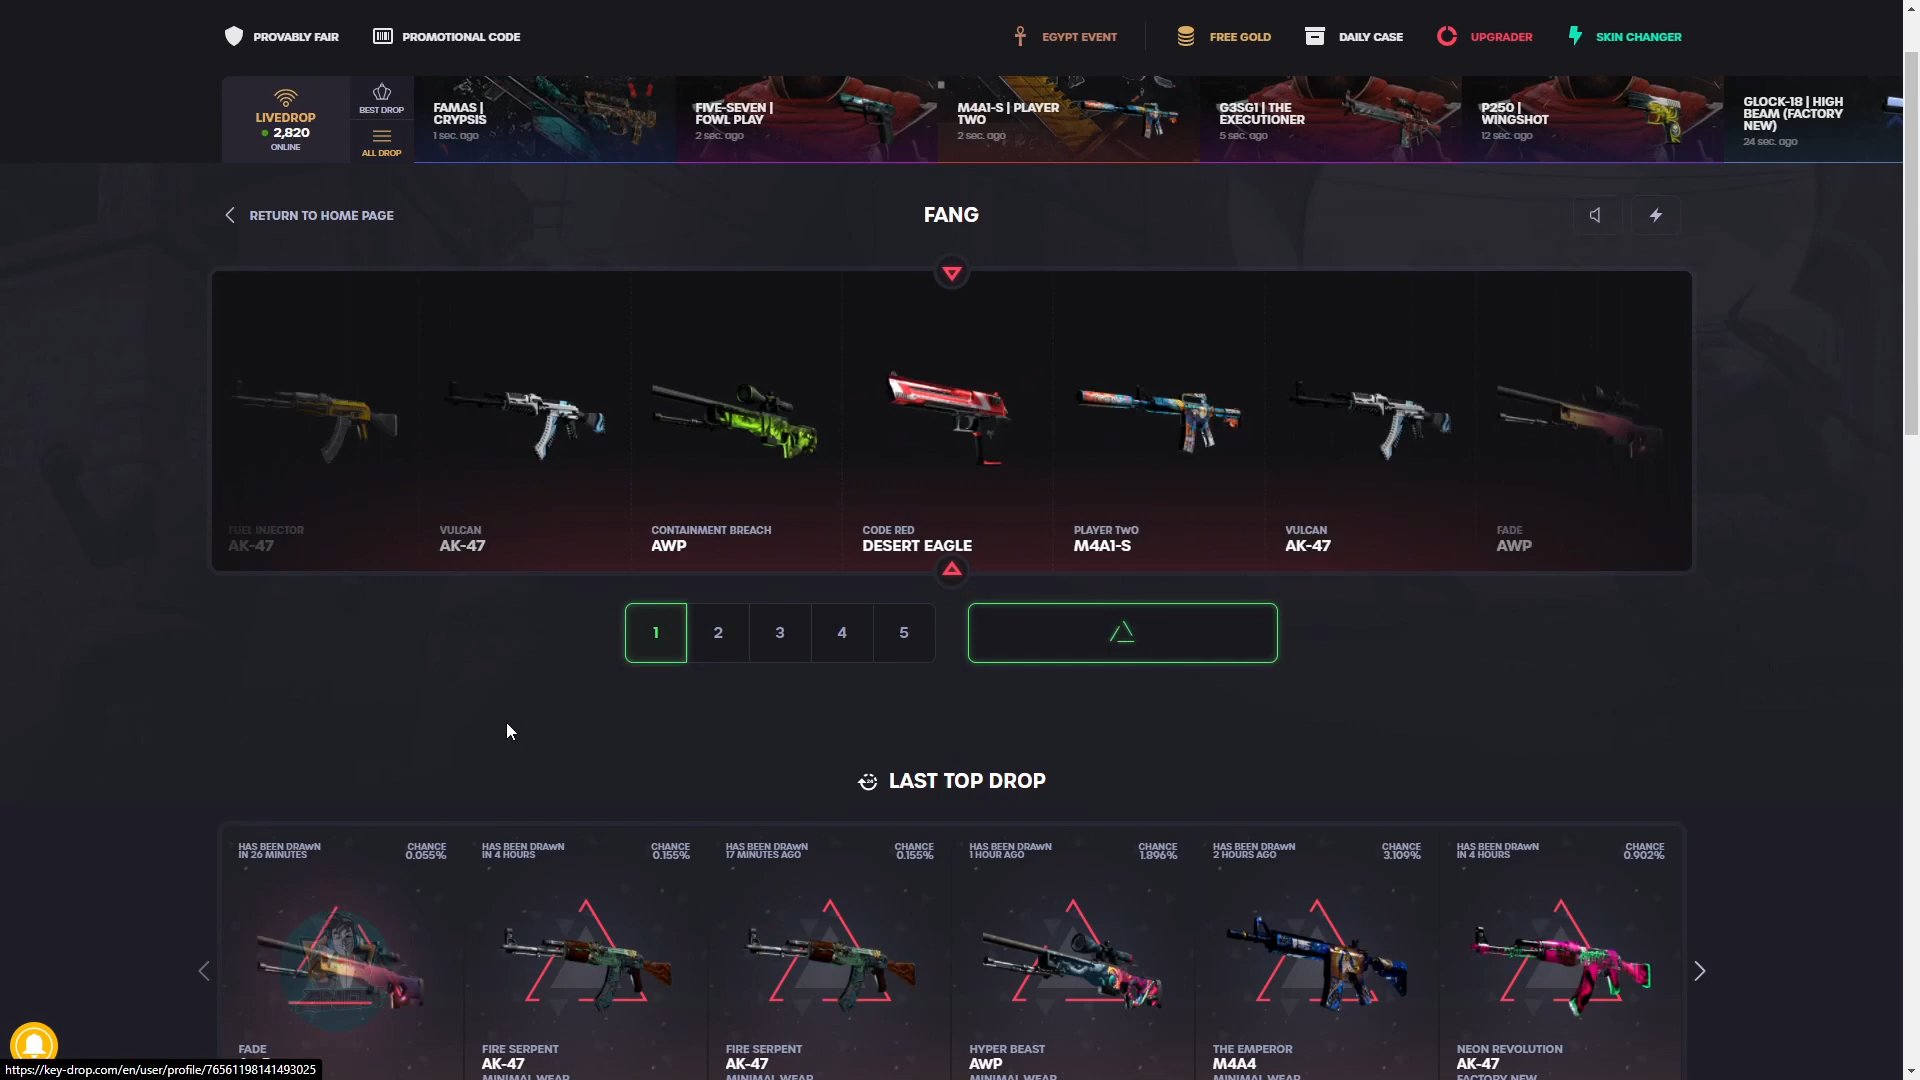 PROVABLY FAIR
PROMOTIONAL CODE
EGYPT EVENT
FREE GOLD
DAILY CASE
UPGRADER
SKIN CHANGER
LIVEDROP
2,820
ONLINE
BEST DROP
ALL DROP
FAMAS |
CRYPSIS
1 sec. ago
FIVE-SEVEN |
FOWL PLAY
2 sec. ago
M4A1-S | PLAYER
TWO
2 sec. ago
G3SG1 | THE
EXECUTIONER
5 sec. ago
P250 |
WINGSHOT
12 sec. ago
GLOCK-18 | HIGH
BEAM (FACTORY
NEW)
24 sec. ago
RETURN TO HOME PAGE
FANG
FUEL INJECTOR
AK-47
VULCAN
AK-47
CONTAINMENT BREACH
AWP
CODE RED
DESERT EAGLE
PLAYER TWO
M4A1-S
VULCAN
AK-47
FADE
AWP
1
2
3
4
5
LAST TOP DROP
HAS BEEN DRAWN
IN 26 MINUTES
CHANCE
0.055%
HAS BEEN DRAWN
IN 4 HOURS
CHANCE
0.155%
HAS BEEN DRAWN
17 MINUTES AGO
CHANCE
0.155%
HAS BEEN DRAWN
1 HOUR AGO
CHANCE
1.896%
HAS BEEN DRAWN
2 HOURS AGO
CHANCE
3.109%
HAS BEEN DRAWN
IN 4 HOURS
CHANCE
0.902%
FADE
FIRE SERPENT
AK-47
MINIMAL WEAR
FIRE SERPENT
AK-47
MINIMAL WEAR
HYPER BEAST
AWP
MINIMAL WEAR
THE EMPEROR
M4A4
MINIMAL WEAR
NEON REVOLUTION
AK-47
FACTORY NEW
https://key-drop.com/en/user/profile/76561198141493025